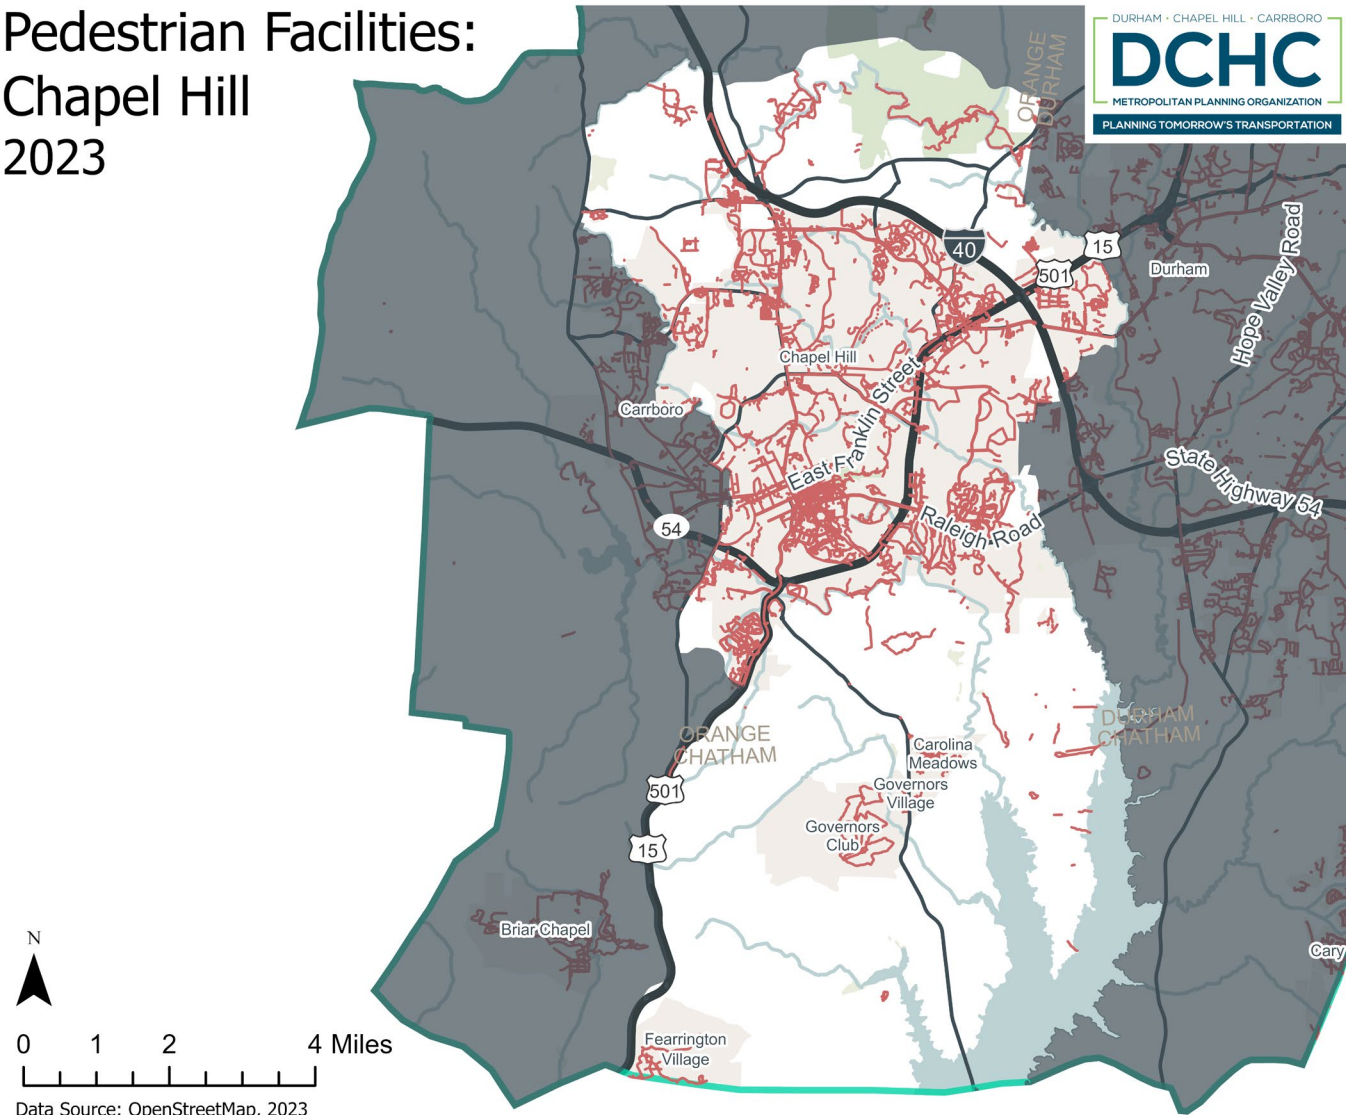 Pedestrian Facilities:
Chapel Hill
2023
DURHAM · CHAPEL HILL · CARRBORO
DCHC
METROPOLITAN PLANNING ORGANIZATION
PLANNING TOMORROW'S TRANSPORTATION
ORANGE
DURHAM
40
501
15
Durham
Hope Valley Road
Chapel Hill
Carrboro
East Franklin Street
State Highway 54
Raleigh Road
54
ORANGE
CHATHAM
DURHAM
CHATHAM
501
15
Carolina
Meadows
Governors
Village
Governors
Club
Briar Chapel
Cary
Fearrington
Village
N
0 1 2 4 Miles
Data Source: OpenStreetMap, 2023